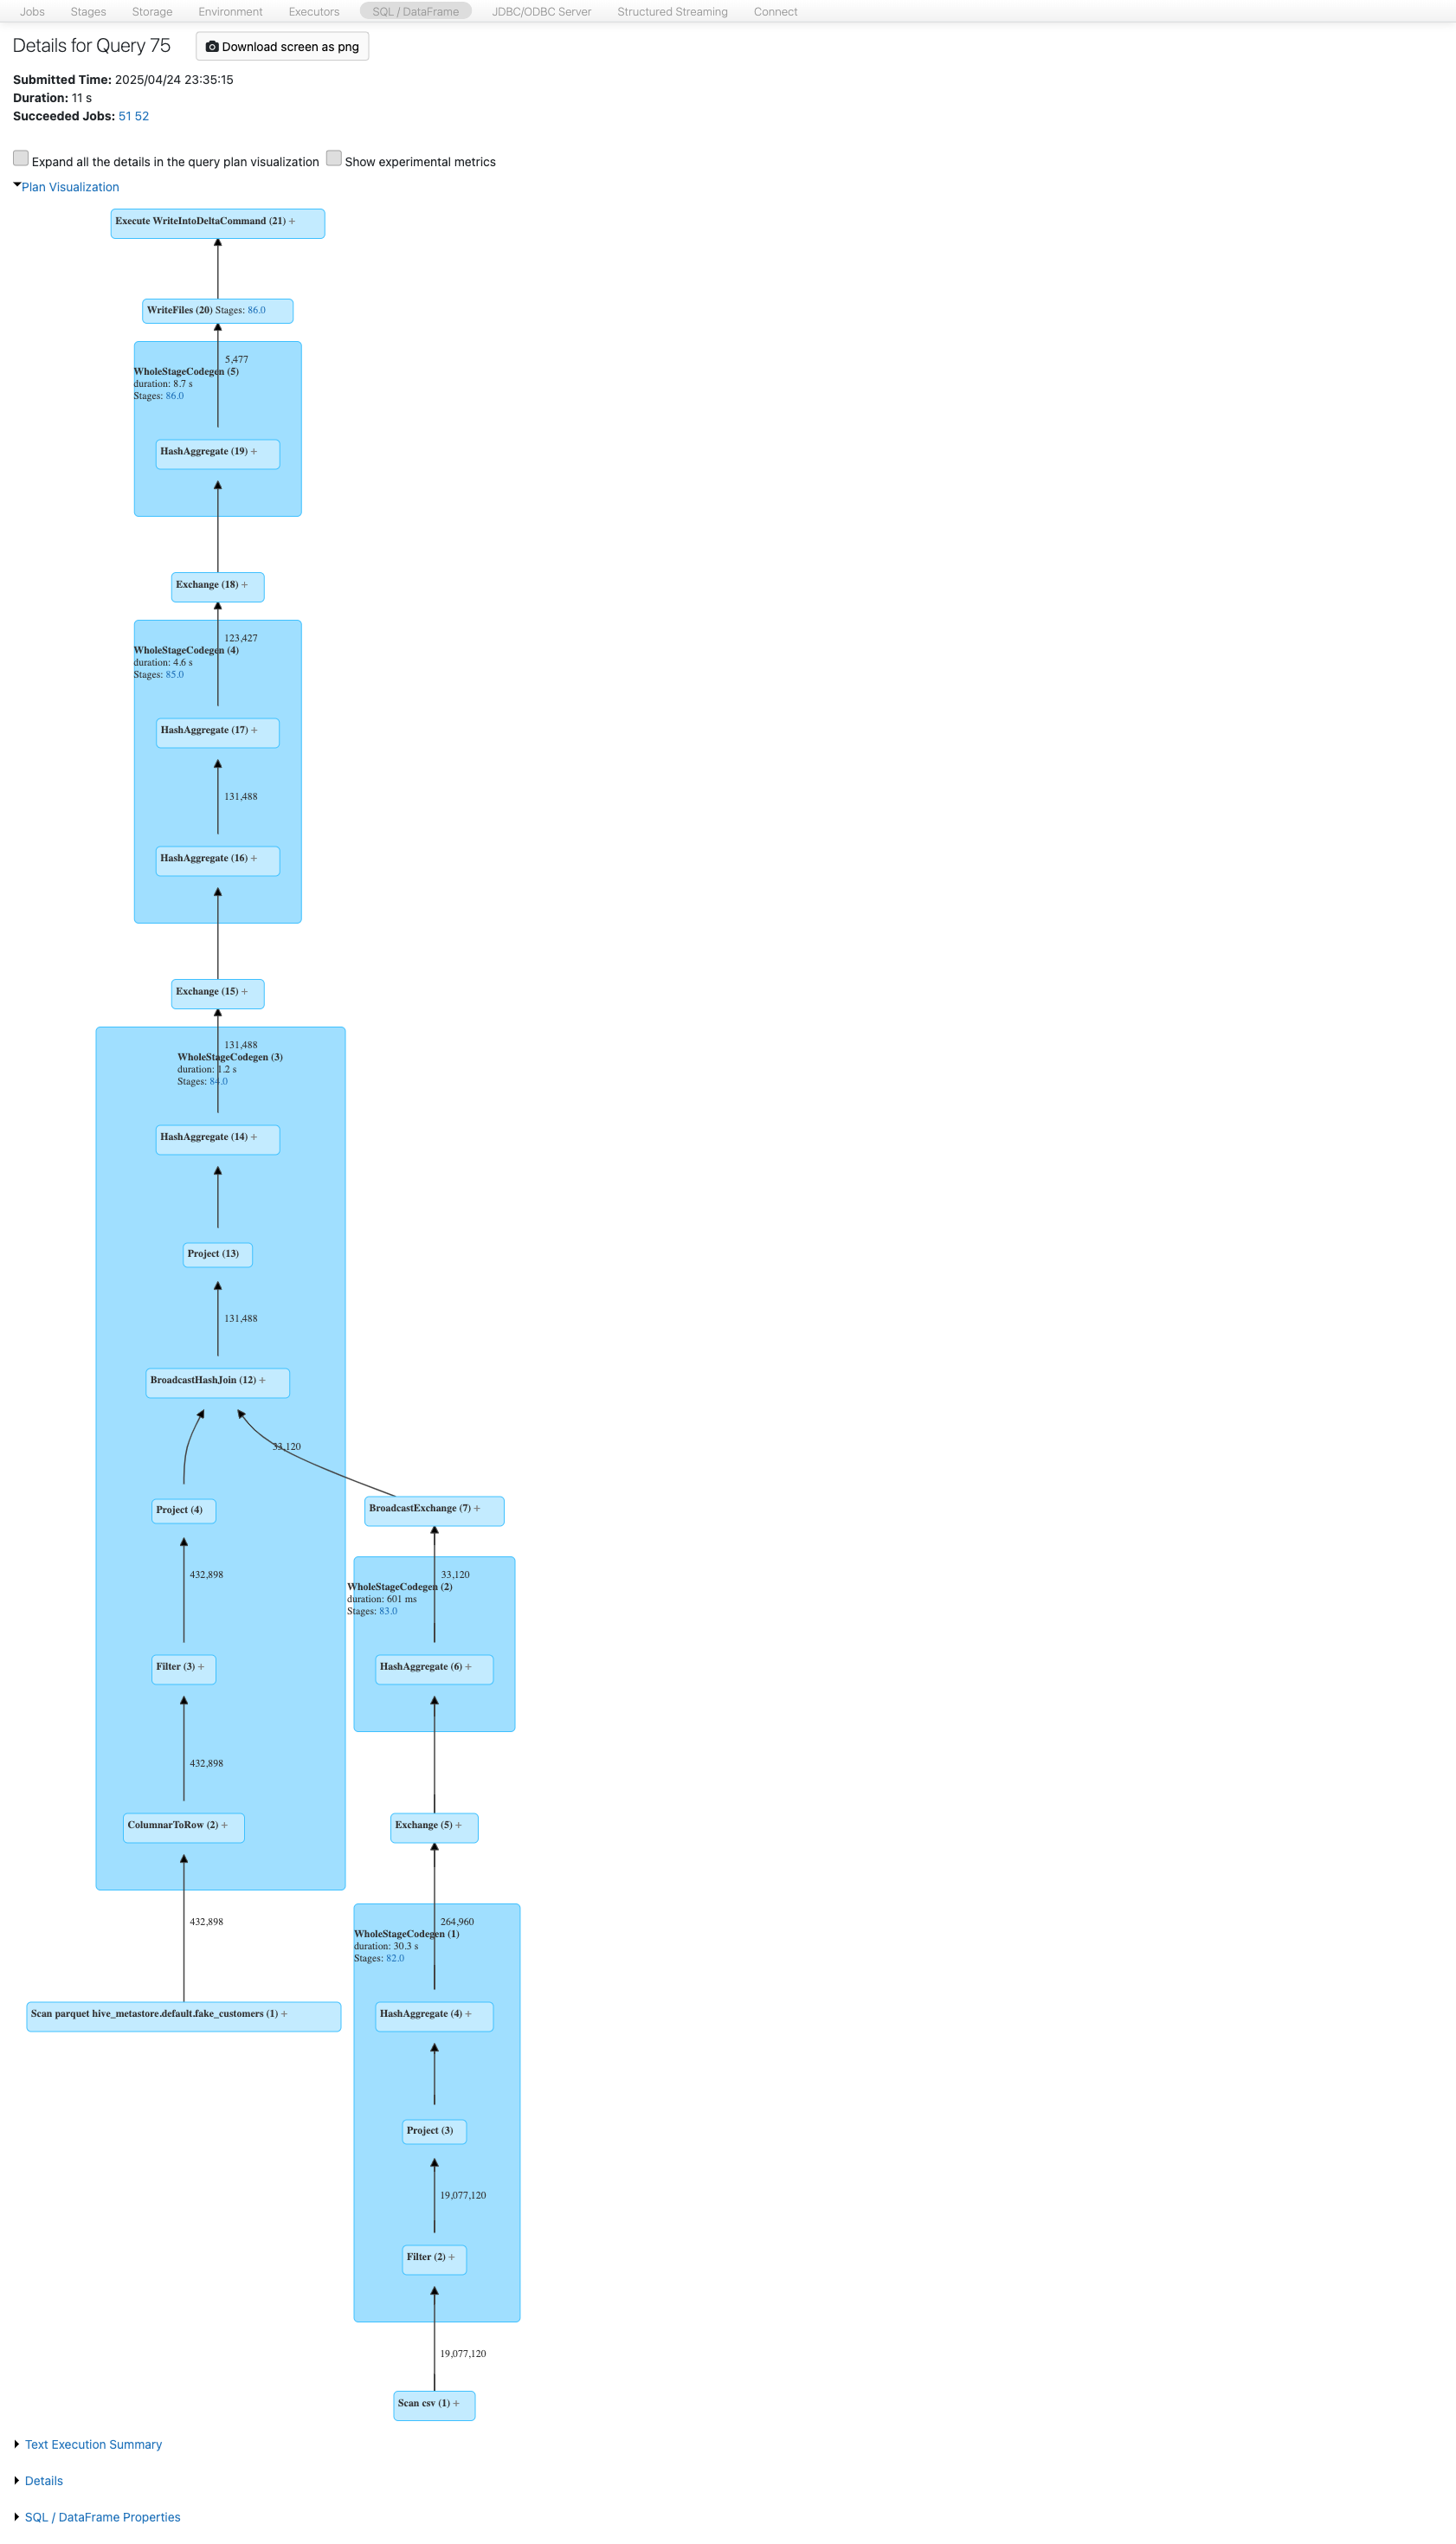 Jobs Stages Storage Environment Executors SQL / DataFrame JDBC/ODBC Server Structured Streaming Connect
Details for Query 75 Download screen as png
Submitted Time: 2025/04/24 23:35:15
Duration: 11 s
Succeeded Jobs: 51 52
Expand all the details in the query plan visualization Show experimental metrics
Plan Visualization
Execute WriteIntoDeltaCommand (21) +
WriteFiles (20) Stages: 86.0
5,477
WholeStageCodegen (5)
duration: 8.7 s
Stages: 86.0
HashAggregate (19) +
Exchange (18) +
123,427
WholeStageCodegen (4)
duration: 4.6 s
Stages: 85.0
HashAggregate (17) +
131,488
HashAggregate (16) +
Exchange (15) +
131,488
WholeStageCodegen (3)
duration: 1.2 s
Stages: 84.0
HashAggregate (14) +
Project (13)
131,488
BroadcastHashJoin (12) +
33,120
Project (4)
BroadcastExchange (7) +
432,898
33,120
WholeStageCodegen (2)
duration: 601 ms
Stages: 83.0
Filter (3) +
HashAggregate (6) +
432,898
ColumnarToRow (2) +
Exchange (5) +
432,898
264,960
WholeStageCodegen (1)
duration: 30.3 s
Stages: 82.0
Scan parquet hive_metastore.default.fake_customers (1) +
HashAggregate (4) +
Project (3)
19,077,120
Filter (2) +
19,077,120
Scan csv (1) +
Text Execution Summary
Details
SQL / DataFrame Properties